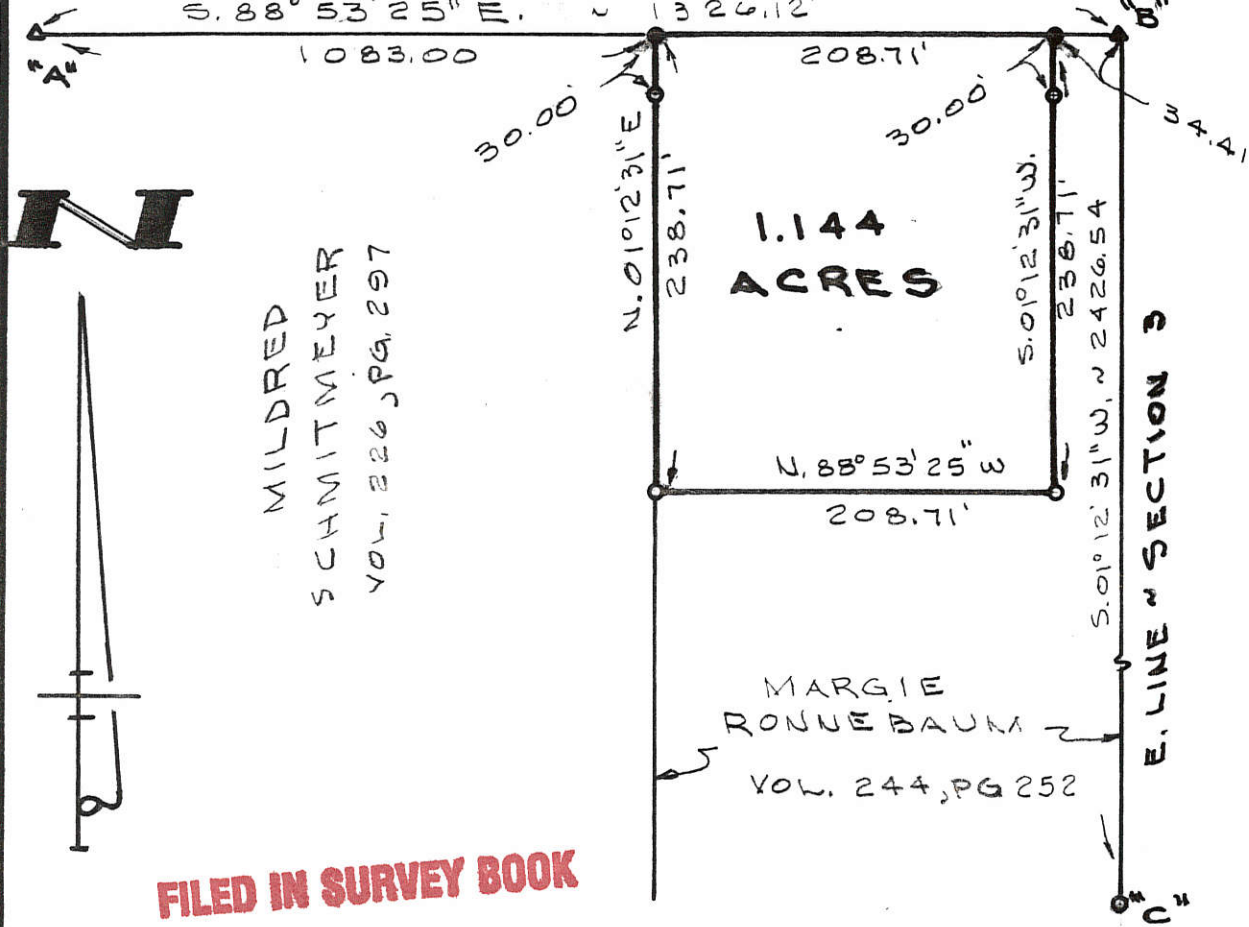 S. 88° 53' 25" E. ~ 1326.12'
"A"
1083.00
208.71'
"B"
30.00'
30.00'
34.41
N
N. 01° 12' 31" E
238.71'
1.144
ACRES
S. 01° 12' 31" W.
238.71'
S. 01° 12' 31" W. ~ 2426.54
E. LINE ~ SECTION 3
MILDRED
SCHMITMEYER
VOL. 226, PG. 297
N. 88° 53' 25" W
208.71'
MARGIE
RONNEBAUM
VOL. 244, PG 252
FILED IN SURVEY BOOK
"C"